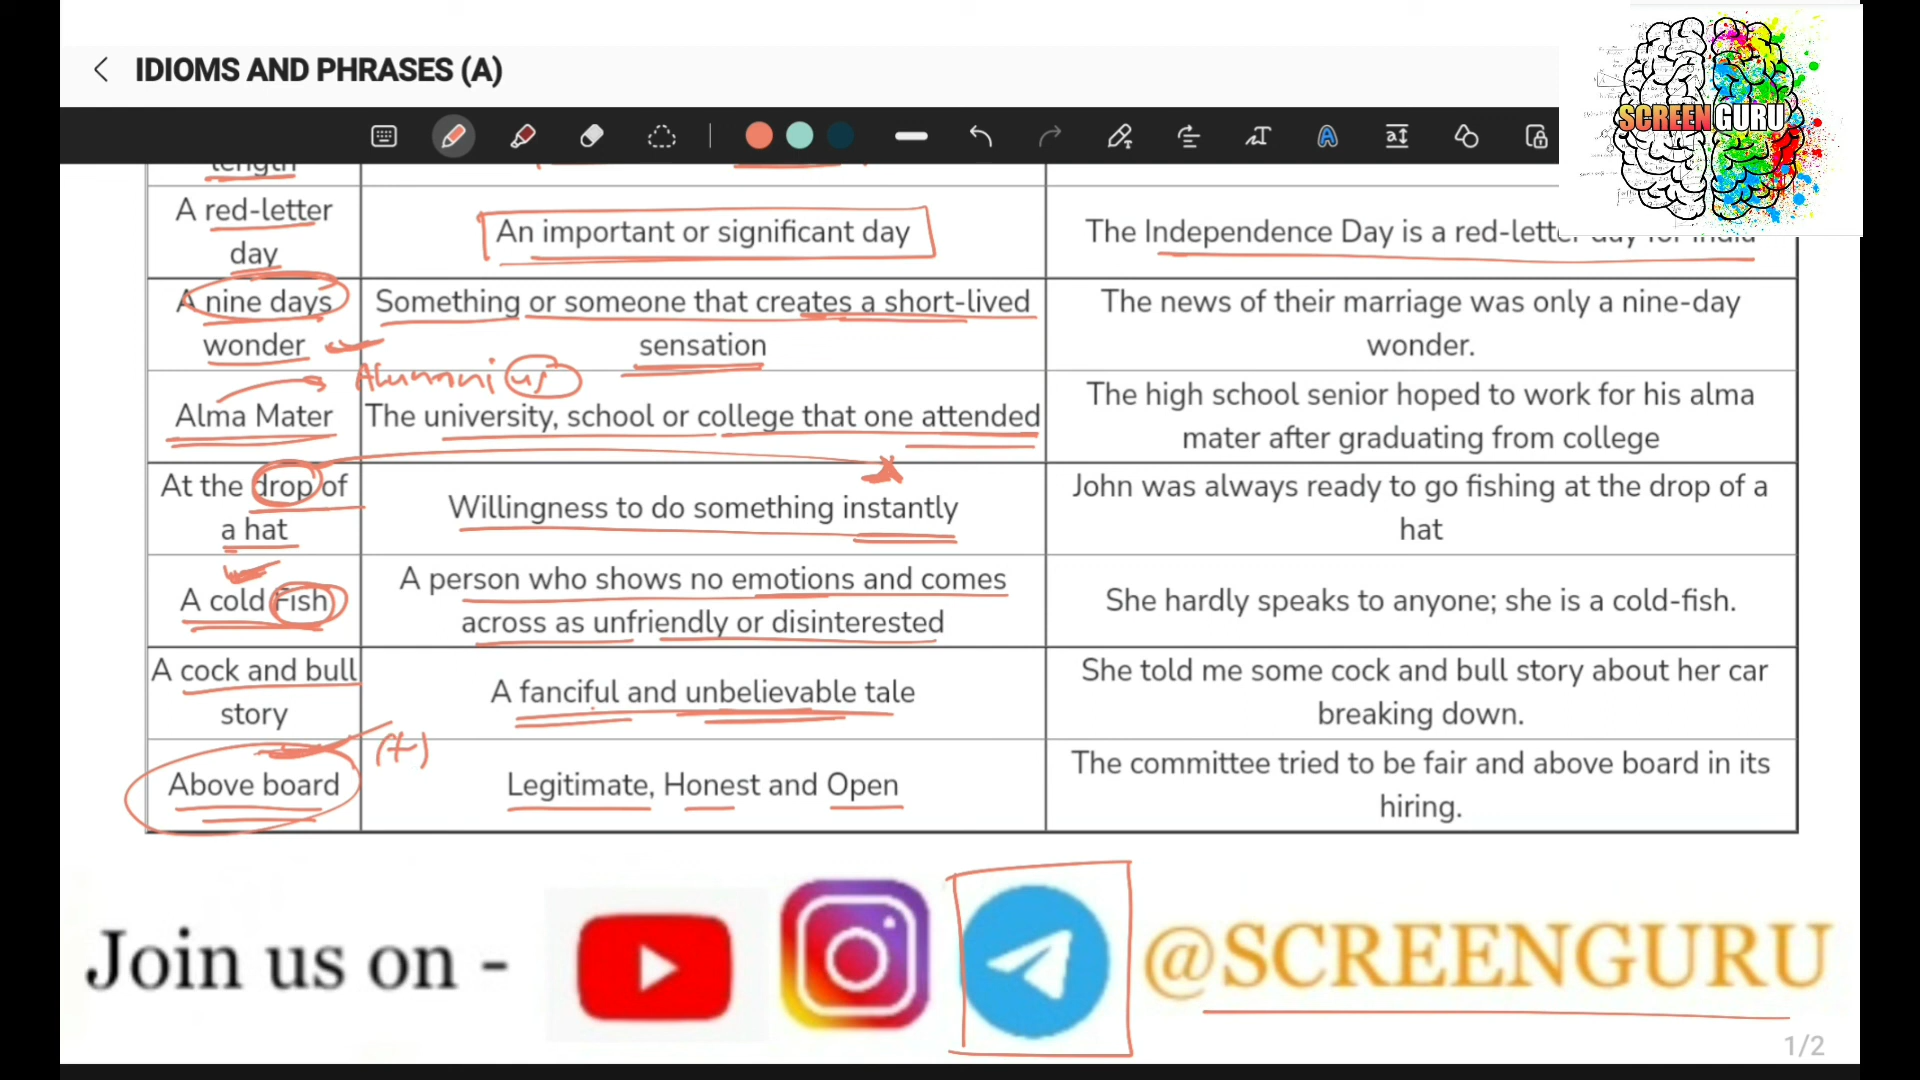 IDIOMS AND PHRASES (A)
SCREEN GURU
length
A red-letter
day
An important or significant day
The Independence Day is a red-letter day for India
A nine days
wonder
Something or someone that creates a short-lived
sensation
The news of their marriage was only a nine-day
wonder.
Alumni us
Alma Mater
The university, school or college that one attended
The high school senior hoped to work for his alma
mater after graduating from college
At the drop of
a hat
Willingness to do something instantly
John was always ready to go fishing at the drop of a
hat
A cold Fish
A person who shows no emotions and comes
across as unfriendly or disinterested
She hardly speaks to anyone; she is a cold-fish.
A cock and bull
story
A fanciful and unbelievable tale
She told me some cock and bull story about her car
breaking down.
(+)
Above board
Legitimate, Honest and Open
The committee tried to be fair and above board in its
hiring.
Join us on - @SCREENGURU
1/2